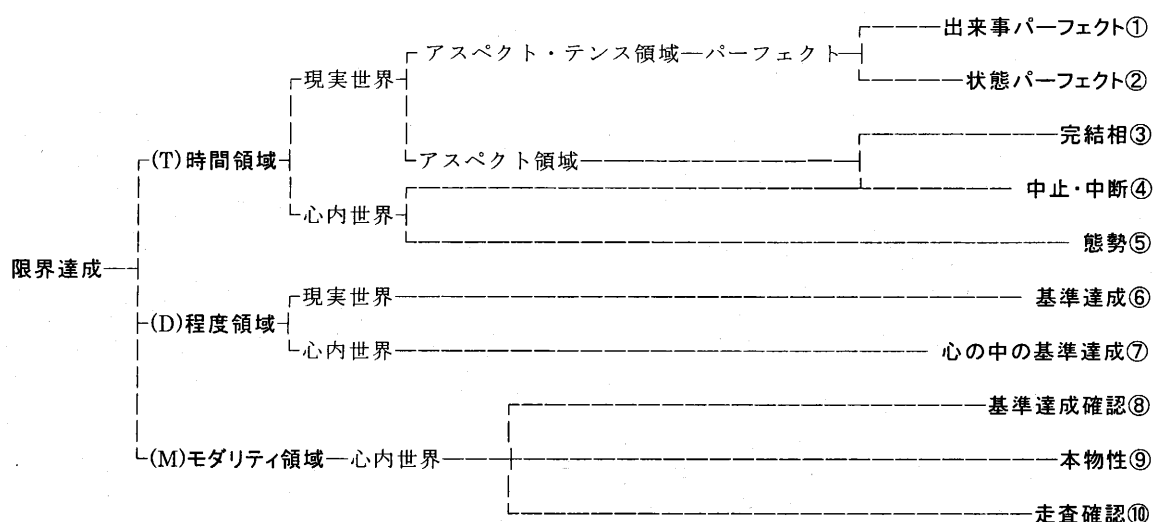 出来事パーフェクト①
アスペクト・テンス領域―パーフェクト
現実世界
状態パーフェクト②
完結相③
(T)時間領域
アスペクト領域
中止・中断④
心内世界
態勢⑤
限界達成
現実世界
基準達成⑥
(D)程度領域
心内世界
心の中の基準達成⑦
基準達成確認⑧
(M)モダリティ領域―心内世界
本物性⑨
走査確認⑩